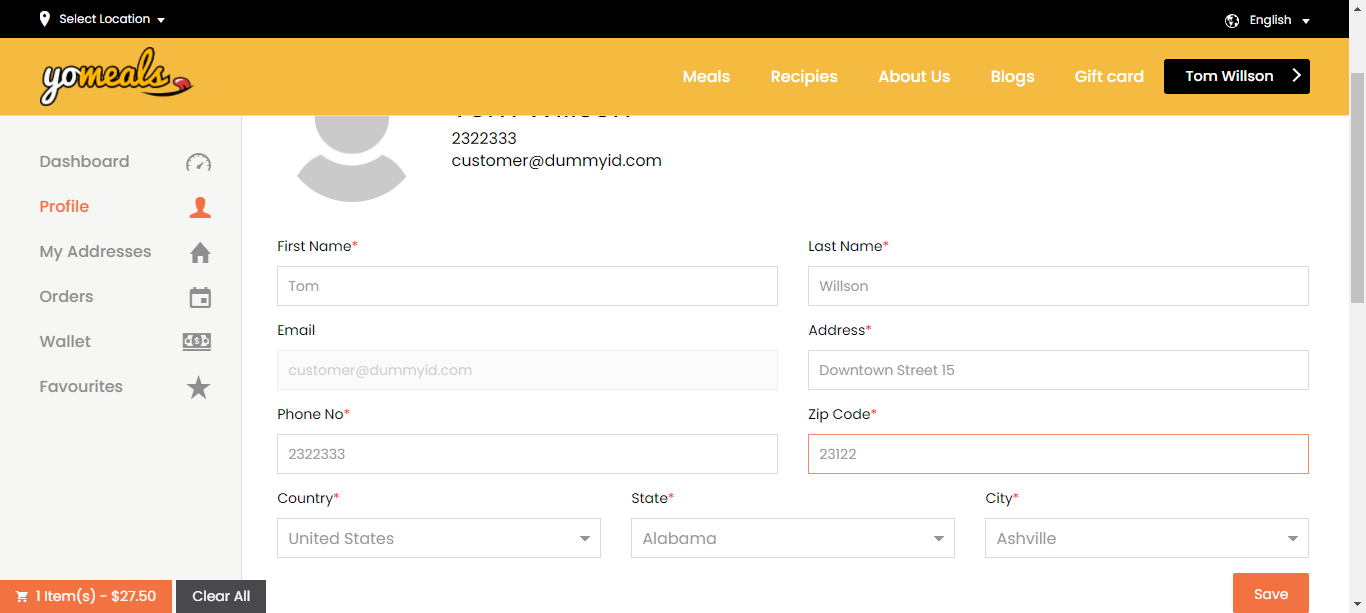 Select Location
English
yomeals
Meals Recipies About Us Blogs Gift card Tom Willson
Dashboard
Profile
My Addresses
Orders
Wallet
Favourites
Tom Willson
2322333
customer@dummyid.com
First Name* Last Name*
Tom Willson
Email Address*
customer@dummyid.com Downtown Street 15
Phone No* Zip Code*
2322333 23122
Country* State* City*
United States Alabama Ashville
1 Item(s) - $27.50 Clear All
Save